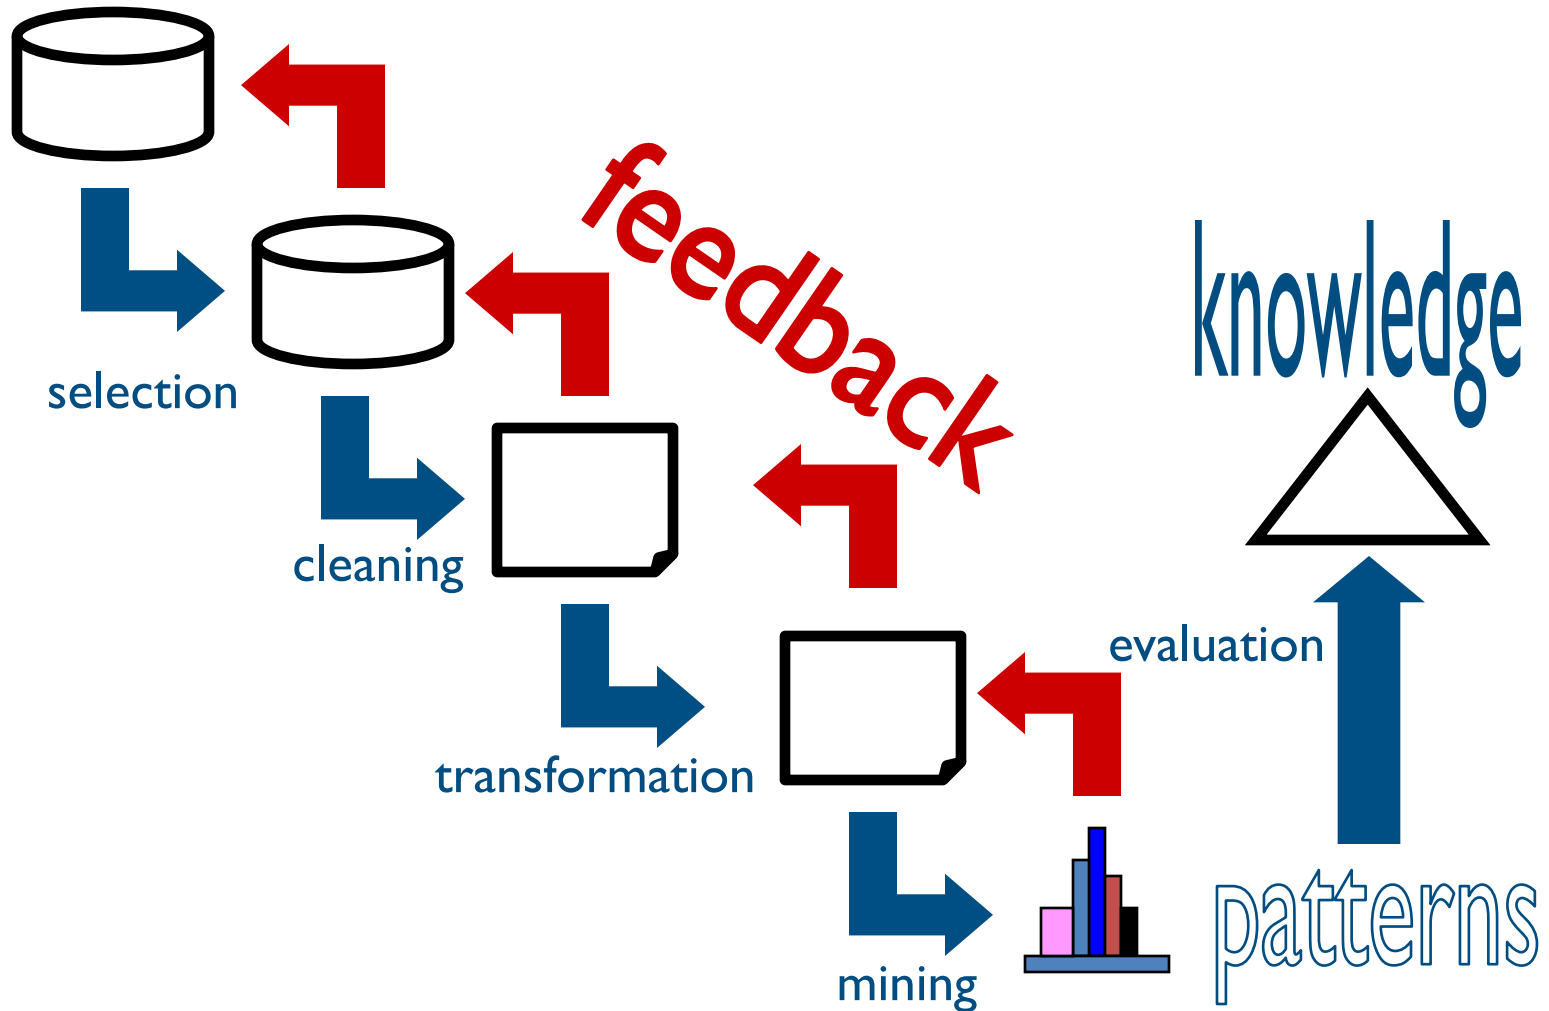 feedback
knowledge
selection
cleaning
evaluation
transformation
patterns
mining